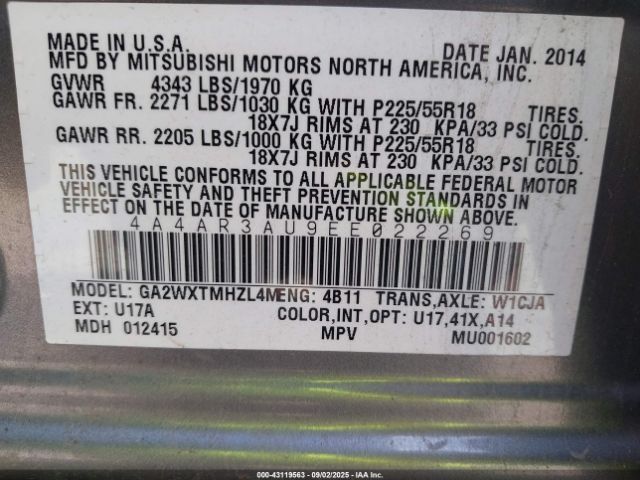 MADE IN U.S.A. DATE JAN. 2014
MFD BY MITSUBISHI MOTORS NORTH AMERICA, INC.
GVWR 4343 LBS/1970 KG
GAWR FR. 2271 LBS/1030 KG WITH P225/55R18 TIRES.
18X7J RIMS AT 230 KPA/33 PSI COLD.
GAWR RR. 2205 LBS/1000 KG WITH P225/55R18 TIRES.
18X7J RIMS AT 230 KPA/33 PSI COLD.
THIS VEHICLE CONFORMS TO ALL APPLICABLE FEDERAL MOTOR
VEHICLE SAFETY AND THEFT PREVENTION STANDARDS IN
EFFECT ON THE DATE OF MANUFACTURE SHOWN ABOVE.
4A4AR3AU9EE022269
MODEL: GA2WXTMHZL4M ENG: 4B11 TRANS,AXLE: W1CJA
EXT: U17A COLOR,INT,OPT: U17,41X,A14
MDH 012415 MPV MU001602
000-43119563 | 09/02/2025 | IAA Inc.